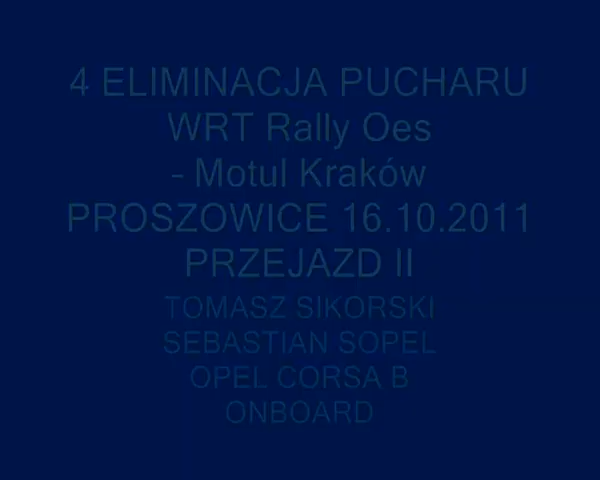 4 ELIMINACJA PUCHARU
WRT Rally Oes
- Motul Kraków
PROSZOWICE 16.10.2011
PRZEJAZD II
TOMASZ SIKORSKI
SEBASTIAN SOPEL
OPEL CORSA B
ONBOARD